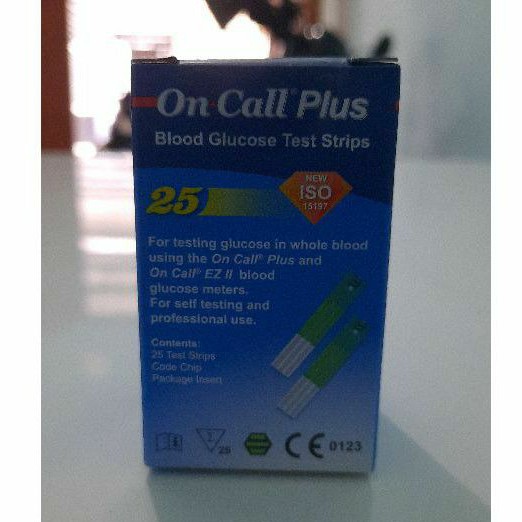 On Call® Plus
Blood Glucose Test Strips
25
NEW
ISO
15197
For testing glucose in whole blood
using the On Call® Plus and
On Call® EZ II blood
glucose meters.
For self testing and
professional use.
Contents:
25 Test Strips
Code Chip
Package Insert
Σ
25
i
CE 0123